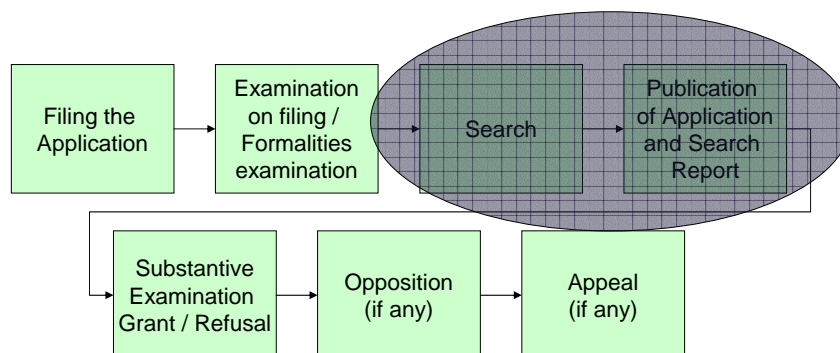 Filing the
Application
Examination
on filing /
Formalities
examination
Search
Publication
of Application
and Search
Report
Substantive
Examination
Grant / Refusal
Opposition
(if any)
Appeal
(if any)